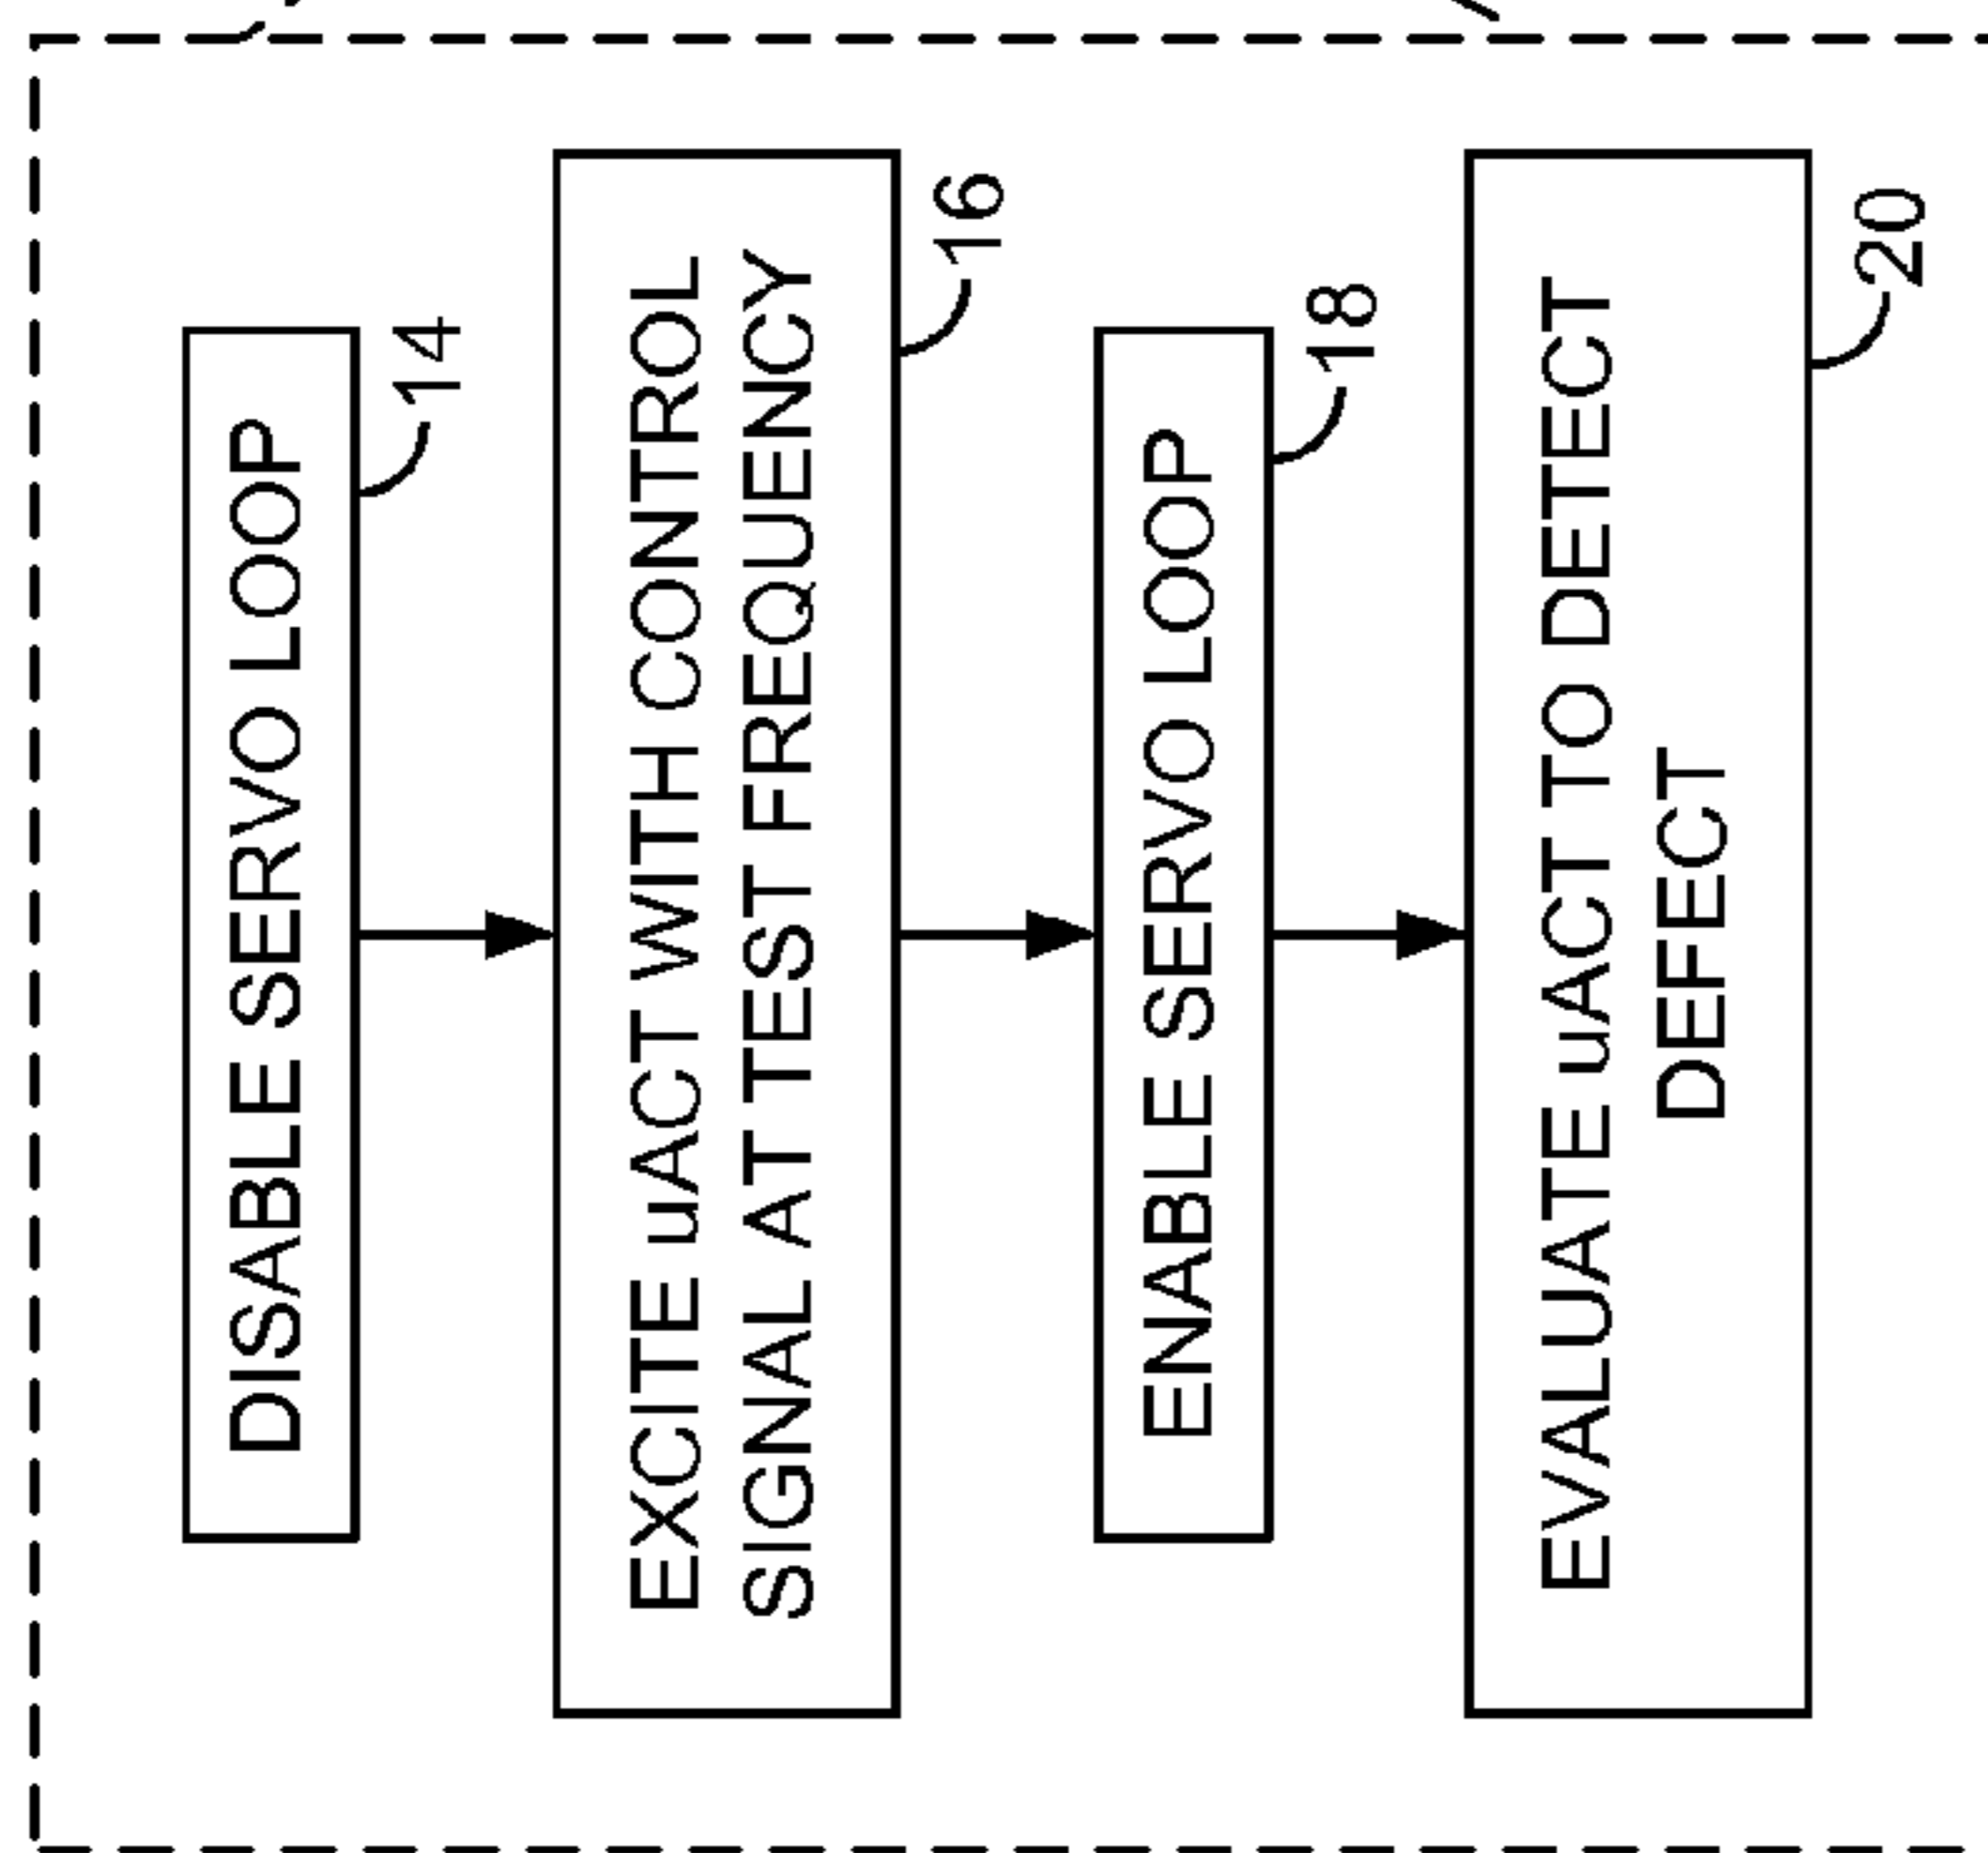 DISABLE SERVO LOOP
14
EXCITE uACT WITH CONTROL
SIGNAL AT TEST FREQUENCY
16
ENABLE SERVO LOOP
18
EVALUATE uACT TO DETECT
DEFECT
20